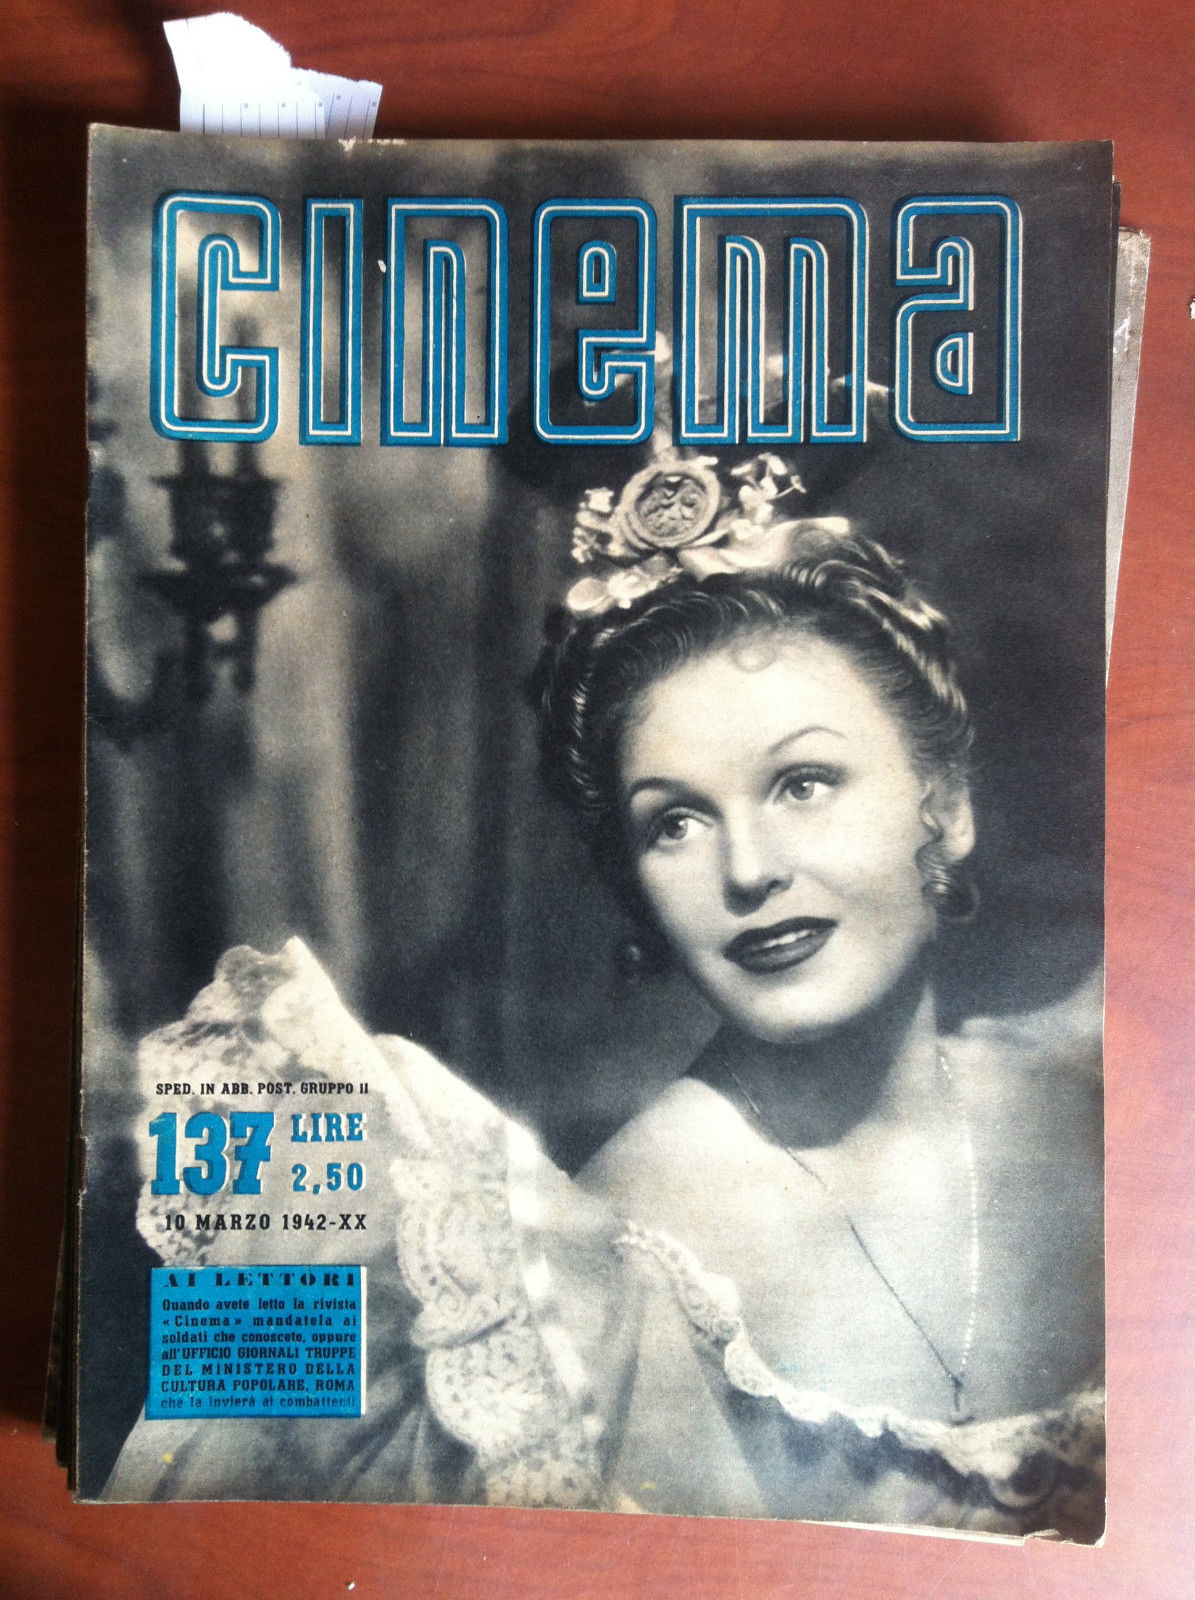 cinema
SPED. IN ABB. POST. GRUPPO II
137 LIRE
2,50
10 MARZO 1942-XX
AI LETTORI
Quando avete letto la rivista
«Cinema» mandatela ai
soldati che conoscete, oppure
all'UFFICIO GIORNALI TRUPPE
DEL MINISTERO DELLA
CULTURA POPOLARE, ROMA
che la invierà ai combattenti